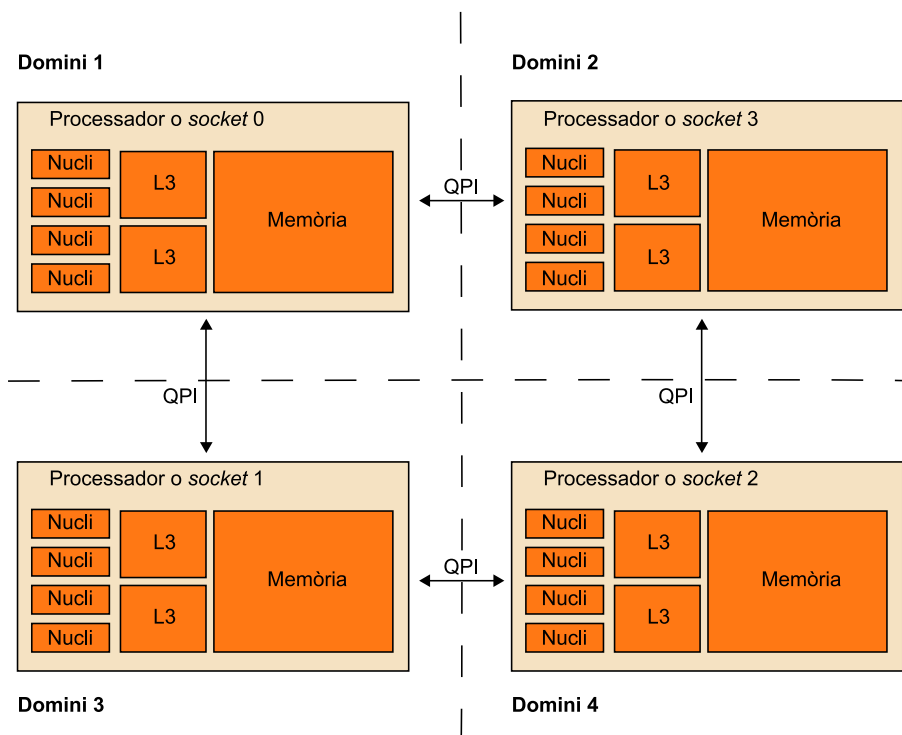 Domini 1
Processador o socket 0
Nucli
Nucli
Nucli
Nucli
L3
L3
Memòria
QPI
Domini 2
Processador o socket 3
Nucli
Nucli
Nucli
Nucli
L3
L3
Memòria
QPI
QPI
Processador o socket 1
Nucli
Nucli
Nucli
Nucli
L3
L3
Memòria
Domini 3
QPI
Processador o socket 2
Nucli
Nucli
Nucli
Nucli
L3
L3
Memòria
Domini 4